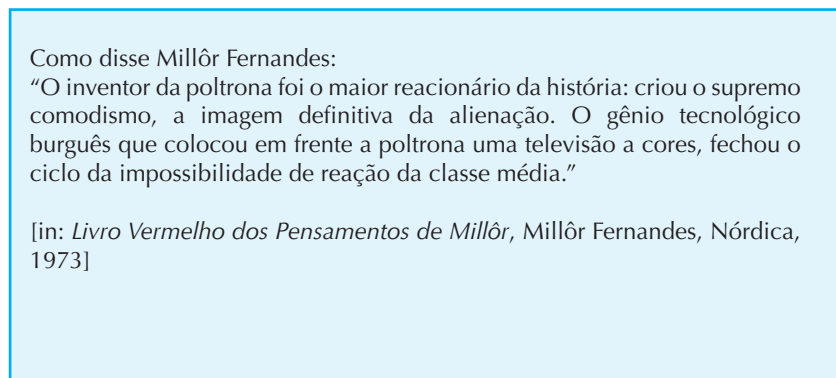 Como disse Millôr Fernandes:
“O inventor da poltrona foi o maior reacionário da história: criou o supremo
comodismo, a imagem definitiva da alienação. O gênio tecnológico
burguês que colocou em frente a poltrona uma televisão a cores, fechou o
ciclo da impossibilidade de reação da classe média.”
[in: Livro Vermelho dos Pensamentos de Millôr, Millôr Fernandes, Nórdica,
1973]